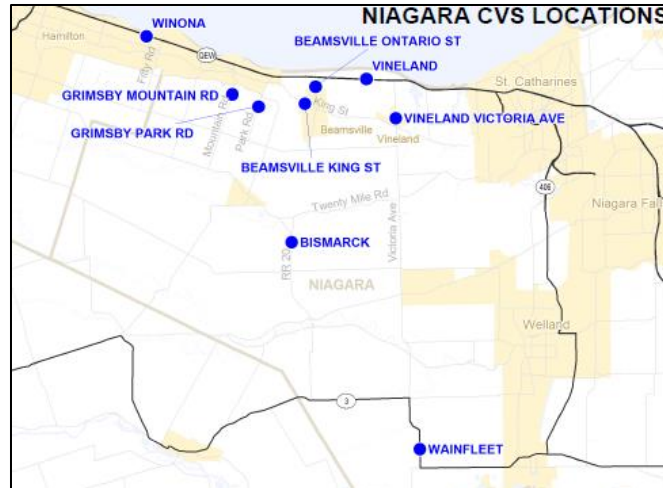 NIAGARA CVS LOCATIONS
WINONA
Hamilton
QEW
Fifty Rd
BEAMSVILLE ONTARIO ST
VINELAND
St. Catharines
GRIMSBY MOUNTAIN RD
King St
GRIMSBY PARK RD
Mountain Rd
Park Rd
VINELAND VICTORIA AVE
Beamsville
Vineland
BEAMSVILLE KING ST
406
Twenty Mile Rd
Niagara Fall
Victoria Ave
BISMARCK
RR 20
NIAGARA
Welland
3
WAINFLEET